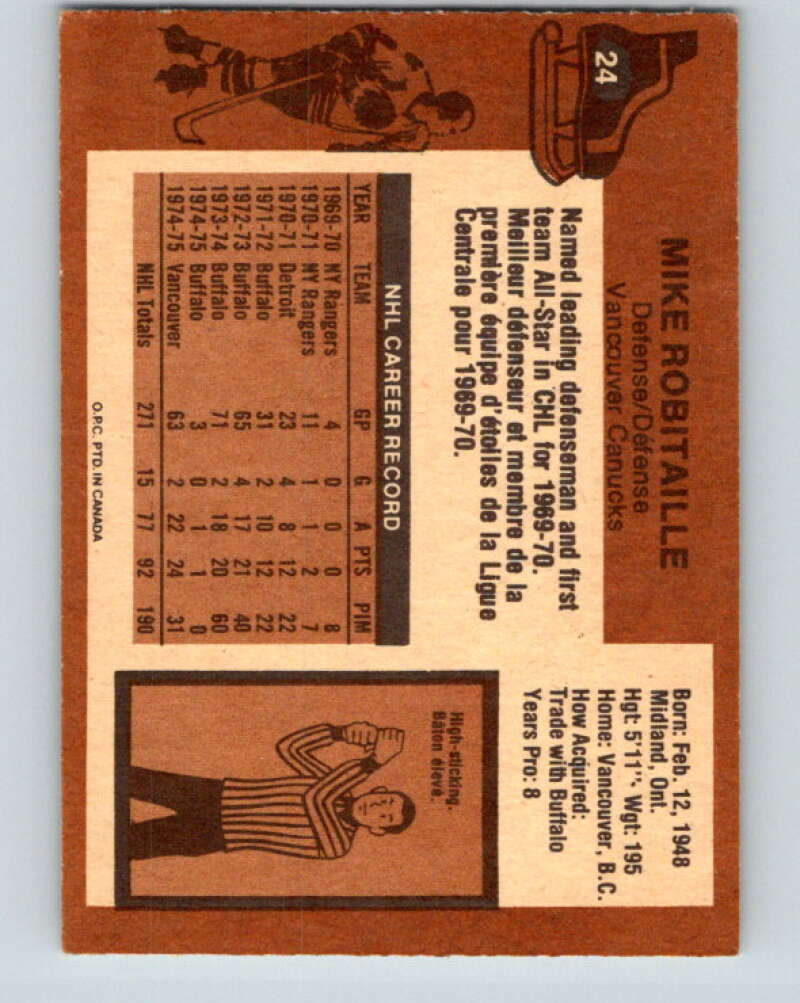 24
MIKE ROBITAILLE
Defense/Défense
Vancouver Canucks
Named leading defenseman and first
team All-Star in CHL for 1969-70.
Meilleur défenseur et membre de la
première équipe d'étoiles de la Ligue
Centrale pour 1969-70.
Born: Feb. 12, 1948
Midland, Ont.
Hgt: 5'11"- Wgt: 195
Home: Vancouver, B.C.
How Acquired:
Trade with Buffalo
Years Pro: 8
NHL CAREER RECORD
YEAR TEAM GP G A PTS PIM
1969-70 NY Rangers 4 0 0 0 8
1970-71 NY Rangers 11 1 1 2 7
1970-71 Detroit 23 4 8 12 22
1971-72 Buffalo 31 2 10 12 22
1972-73 Buffalo 65 4 17 21 40
1973-74 Buffalo 71 2 18 20 60
1974-75 Buffalo 3 0 1 1 0
1974-75 Vancouver 63 2 22 24 31
NHL Totals 271 15 77 92 190
High-sticking.
Bâton élevé.
O.P.C. PTD. IN CANADA